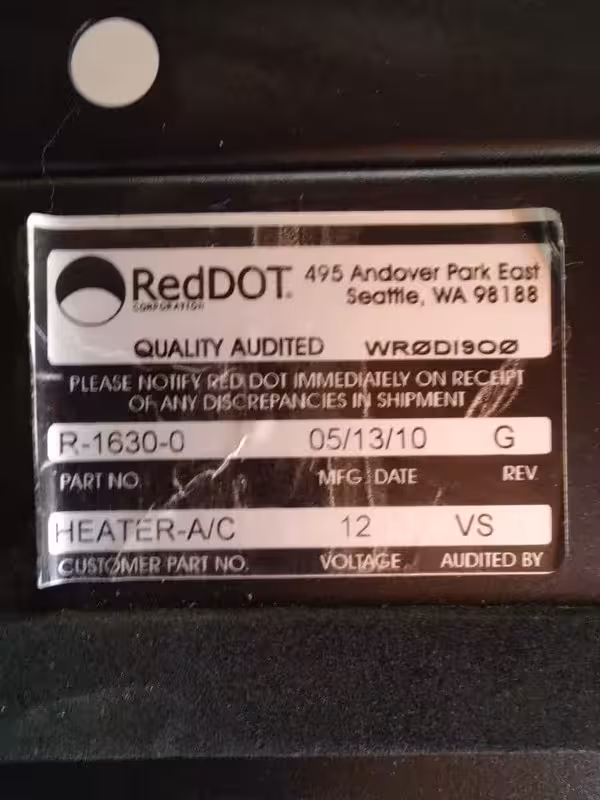 RedDOT
CORPORATION
495 Andover Park East
Seattle, WA 98188
QUALITY AUDITED WRØDI9OØ
PLEASE NOTIFY RED DOT IMMEDIATELY ON RECEIPT
OF ANY DISCREPANCIES IN SHIPMENT
R-1630-0 05/13/10 G
PART NO. MFG DATE REV.
HEATER-A/C 12 VS
CUSTOMER PART NO. VOLTAGE AUDITED BY